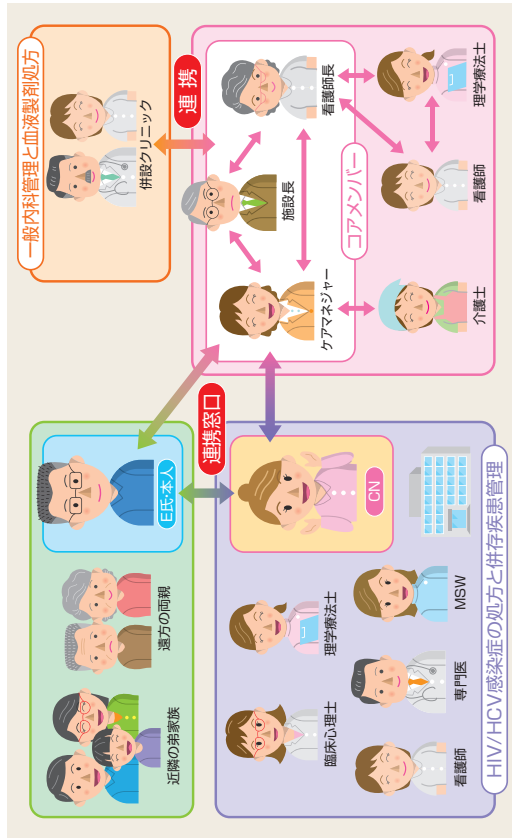 近隣の弟家族
遠方の両親
E氏・本人
連携窓口
一般内科管理と血液製剤処方
併設クリニック
連携
施設長
看護師長
ケアマネジャー
コアメンバー
介護士
看護師
理学療法士
CN
臨床心理士
理学療法士
看護師
専門医
MSW
HIV/HCV感染症の処方と併存疾患管理